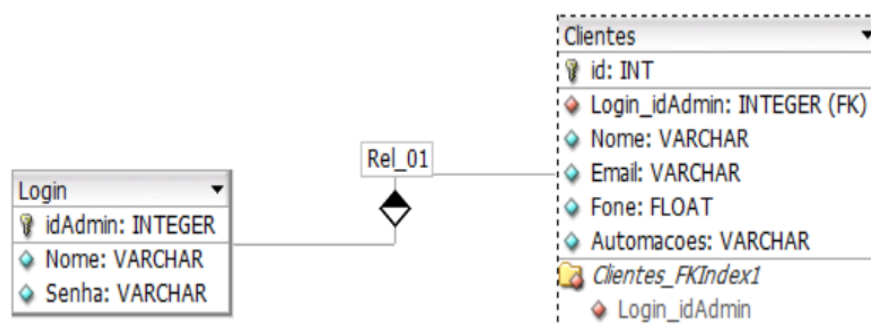 Clientes
id: INT
Login_idAdmin: INTEGER (FK)
Nome: VARCHAR
Email: VARCHAR
Fone: FLOAT
Automacoes: VARCHAR
Clientes_FKIndex1
Login_idAdmin
Rel_01
Login
idAdmin: INTEGER
Nome: VARCHAR
Senha: VARCHAR